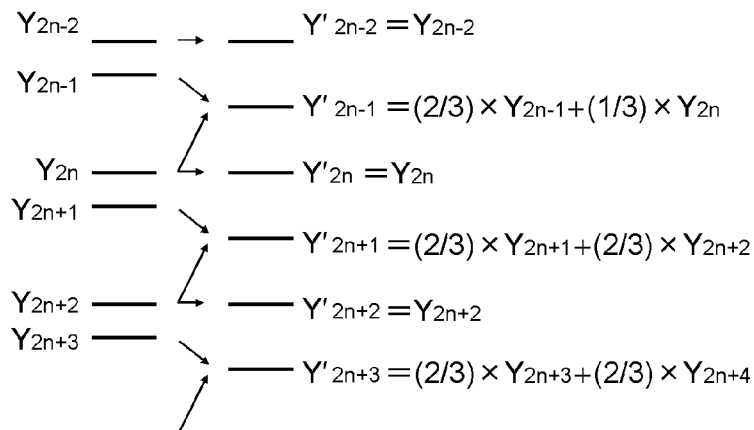 Y2n-2 → Y′ 2n-2 = Y2n-2
Y2n-1
Y′ 2n-1 = (2/3) × Y2n-1 + (1/3) × Y2n
Y2n Y′2n = Y2n
Y2n+1
Y′ 2n+1 = (2/3) × Y2n+1 + (2/3) × Y2n+2
Y2n+2 Y′ 2n+2 = Y2n+2
Y2n+3
Y′ 2n+3 = (2/3) × Y2n+3 + (2/3) × Y2n+4